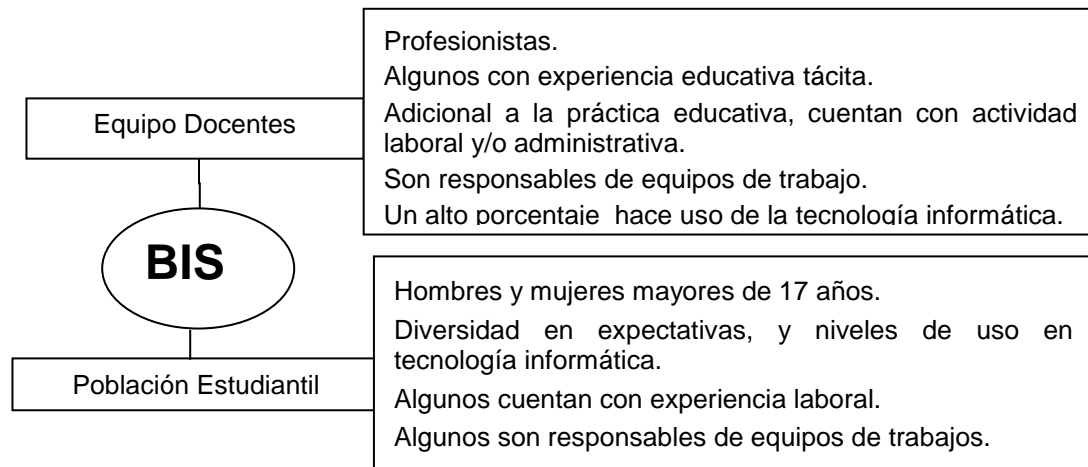 Equipo Docentes
Profesionistas.
Algunos con experiencia educativa tácita.
Adicional a la práctica educativa, cuentan con actividad
laboral y/o administrativa.
Son responsables de equipos de trabajo.
Un alto porcentaje hace uso de la tecnología informática.
BIS
Población Estudiantil
Hombres y mujeres mayores de 17 años.
Diversidad en expectativas, y niveles de uso en
tecnología informática.
Algunos cuentan con experiencia laboral.
Algunos son responsables de equipos de trabajos.